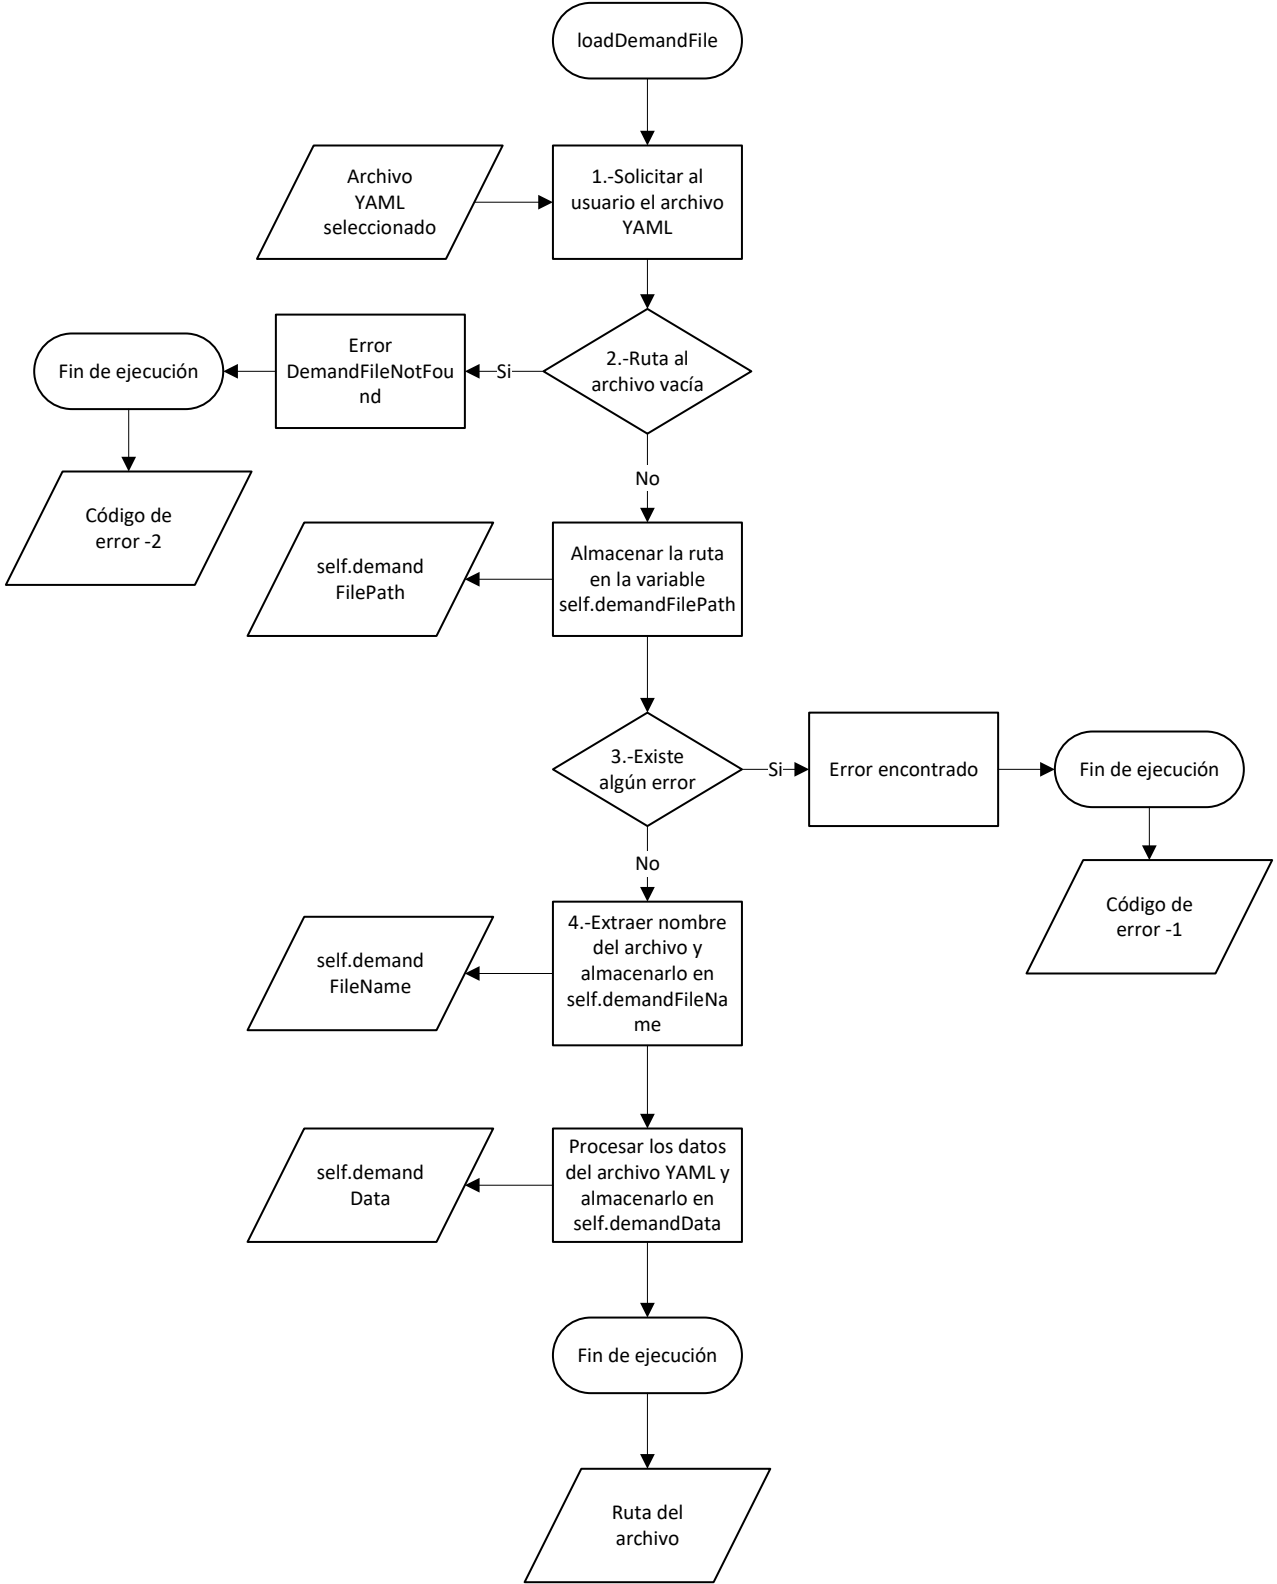 loadDemandFile
Archivo
YAML
seleccionado
1.-Solicitar al
usuario el archivo
YAML
Fin de ejecución
Error
DemandFileNotFou
nd
Si
2.-Ruta al
archivo vacía
Código de
error -2
No
self.demand
FilePath
Almacenar la ruta
en la variable
self.demandFilePath
3.-Existe
algún error
Si
Error encontrado
Fin de ejecución
Código de
error -1
No
self.demand
FileName
4.-Extraer nombre
del archivo y
almacenarlo en
self.demandFileNa
me
self.demand
Data
Procesar los datos
del archivo YAML y
almacenarlo en
self.demandData
Fin de ejecución
Ruta del
archivo